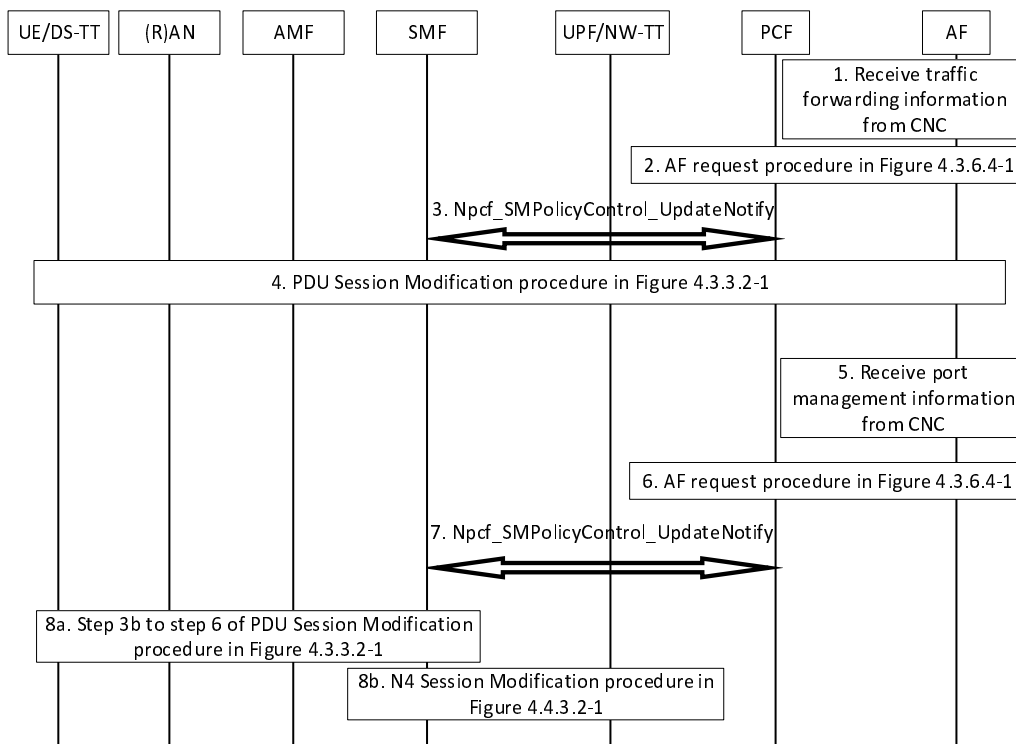 UE/DS-TT (R)AN AMF SMF UPF/NW-TT PCF AF
1. Receive traffic
forwarding information
from CNC
2. AF request procedure in Figure 4.3.6.4-1
3. Npcf_SMPolicyControl_UpdateNotify
4. PDU Session Modification procedure in Figure 4.3.3.2-1
5. Receive port
management information
from CNC
6. AF request procedure in Figure 4.3.6.4-1
7. Npcf_SMPolicyControl_UpdateNotify
8a. Step 3b to step 6 of PDU Session Modification
procedure in Figure 4.3.3.2-1
8b. N4 Session Modification procedure in
Figure 4.4.3.2-1